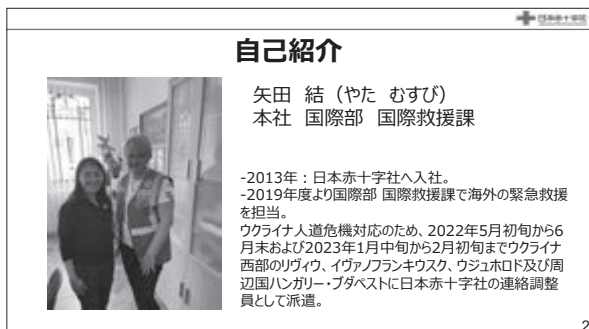 日本赤十字社
自己紹介
矢田 結（やた むすび）
本社 国際部 国際救援課
-2013年：日本赤十字社へ入社。
-2019年度より国際部 国際救援課で海外の緊急救援
を担当。
ウクライナ人道危機対応のため、2022年5月初旬から6
月末および2023年1月中旬から2月初旬までウクライナ
西部のリヴィウ、イヴァノフランキウスク、ウジュホロド及び周
辺国ハンガリー・ブダペストに日本赤十字社の連絡調整
員として派遣。
2